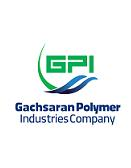 GPI
Gachsaran Polymer
Industries Company